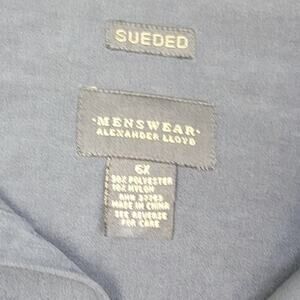 SUEDED
·MENSWEAR·
ALEXANDER LLOYD
6X
90% POLYESTER
10% NYLON
MADE IN CHINA
SEE REVERSE
FOR CARE